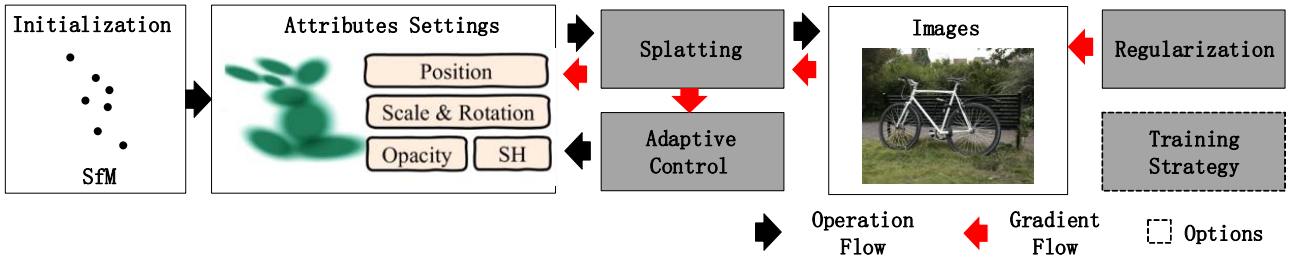 Initialization
SfM
Attributes Settings
Position
Scale & Rotation
Opacity
SH
Splatting
Adaptive
Control
Images
Regularization
Training
Strategy
Operation
Flow
Gradient
Flow
Options